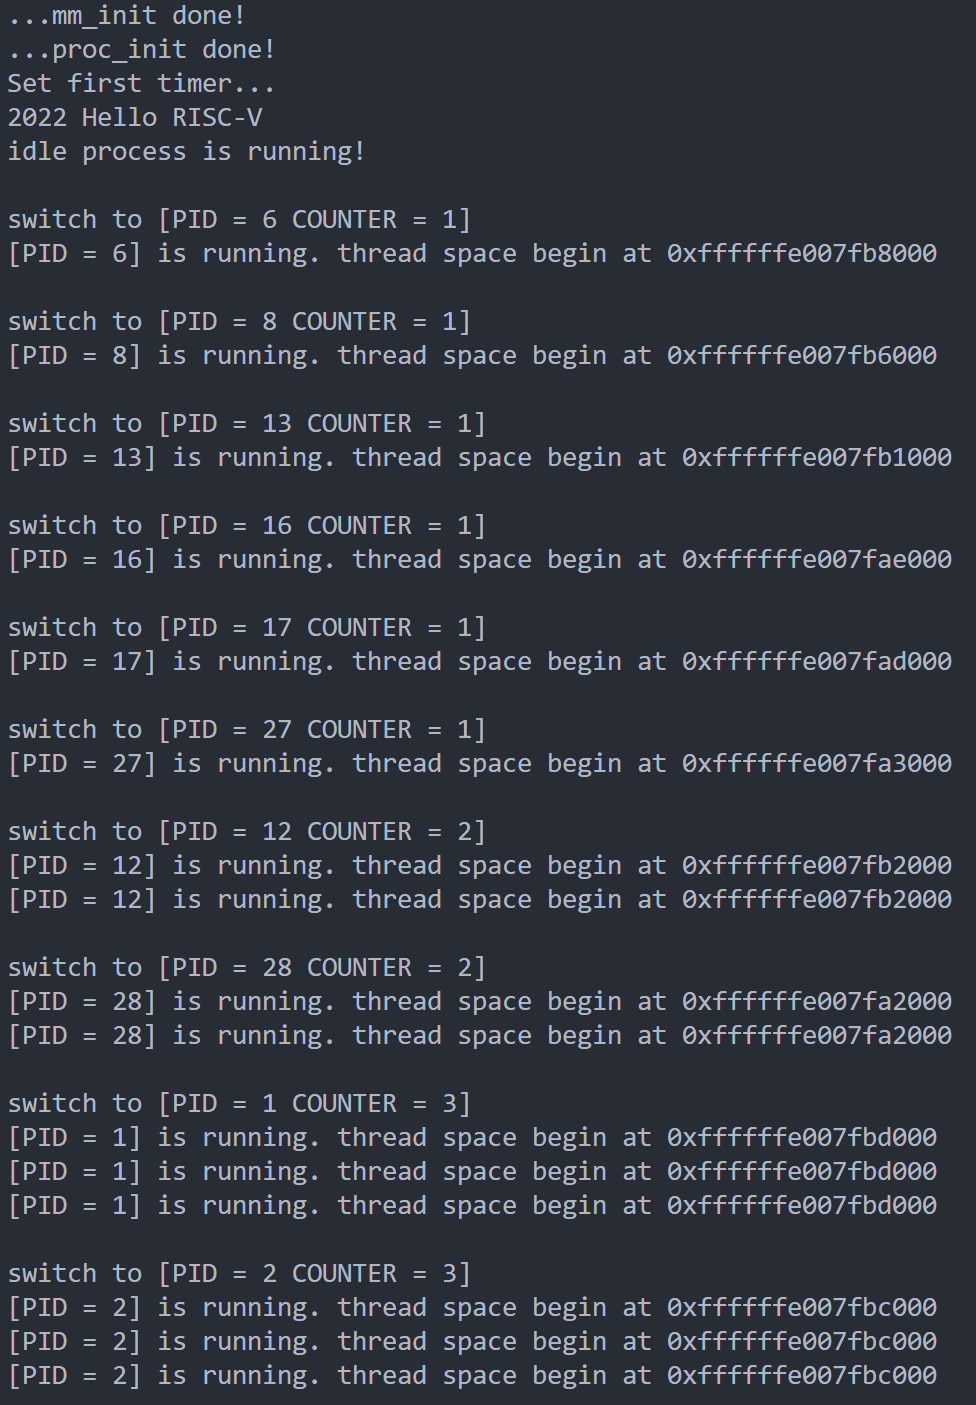 ...mm_init done!
...proc_init done!
Set first timer...
2022 Hello RISC-V
idle process is running!
switch to [PID = 6 COUNTER = 1]
[PID = 6] is running. thread space begin at 0xffffffe007fb8000
switch to [PID = 8 COUNTER = 1]
[PID = 8] is running. thread space begin at 0xffffffe007fb6000
switch to [PID = 13 COUNTER = 1]
[PID = 13] is running. thread space begin at 0xffffffe007fb1000
switch to [PID = 16 COUNTER = 1]
[PID = 16] is running. thread space begin at 0xffffffe007fae000
switch to [PID = 17 COUNTER = 1]
[PID = 17] is running. thread space begin at 0xffffffe007fad000
switch to [PID = 27 COUNTER = 1]
[PID = 27] is running. thread space begin at 0xffffffe007fa3000
switch to [PID = 12 COUNTER = 2]
[PID = 12] is running. thread space begin at 0xffffffe007fb2000
[PID = 12] is running. thread space begin at 0xffffffe007fb2000
switch to [PID = 28 COUNTER = 2]
[PID = 28] is running. thread space begin at 0xffffffe007fa2000
[PID = 28] is running. thread space begin at 0xffffffe007fa2000
switch to [PID = 1 COUNTER = 3]
[PID = 1] is running. thread space begin at 0xffffffe007fbd000
[PID = 1] is running. thread space begin at 0xffffffe007fbd000
[PID = 1] is running. thread space begin at 0xffffffe007fbd000
switch to [PID = 2 COUNTER = 3]
[PID = 2] is running. thread space begin at 0xffffffe007fbc000
[PID = 2] is running. thread space begin at 0xffffffe007fbc000
[PID = 2] is running. thread space begin at 0xffffffe007fbc000